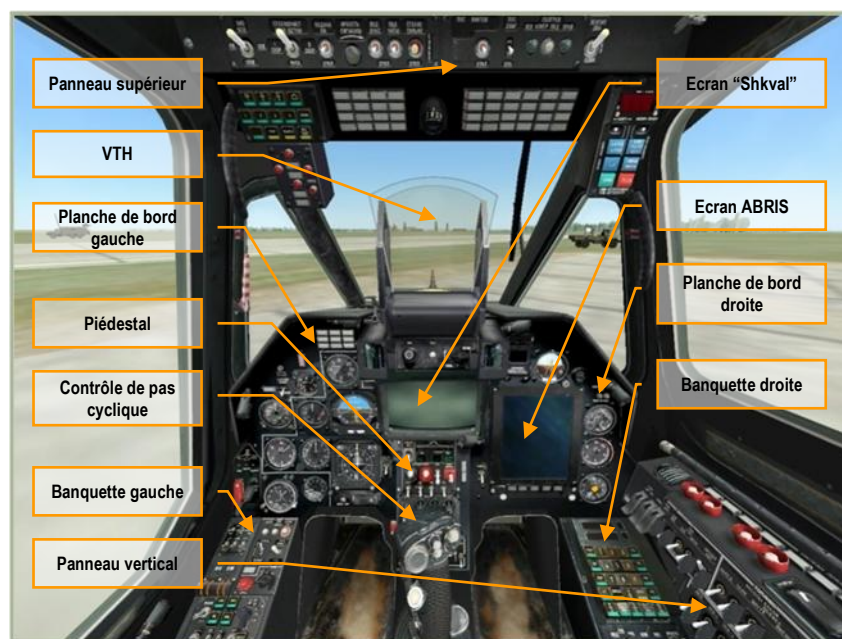 Panneau supérieur
VTH
Planche de bord
gauche
Piédestal
Contrôle de pas
cyclique
Banquette gauche
Panneau vertical
Ecran “Shkval”
Ecran ABRIS
Planche de bord
droite
Banquette droite